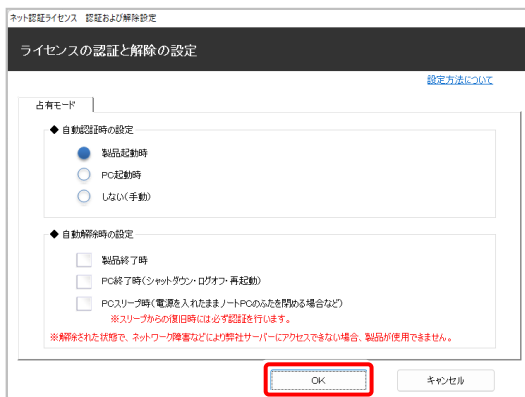 ネット認証ライセンス 認証および解除設定
ライセンスの認証と解除の設定
設定方法について
占有モード
◆ 自動認証時の設定
製品起動時
PC起動時
しない(手動)
◆ 自動解除時の設定
製品終了時
PC終了時(シャットダウン・ログオフ・再起動)
PCスリープ時(電源を入れたままノートPCのふたを閉める場合など)
※スリープからの復旧時には必ず認証を行います。
※解除された状態で、ネットワーク障害などにより弊社サーバーにアクセスできない場合、製品が使用できません。
OK
キャンセル